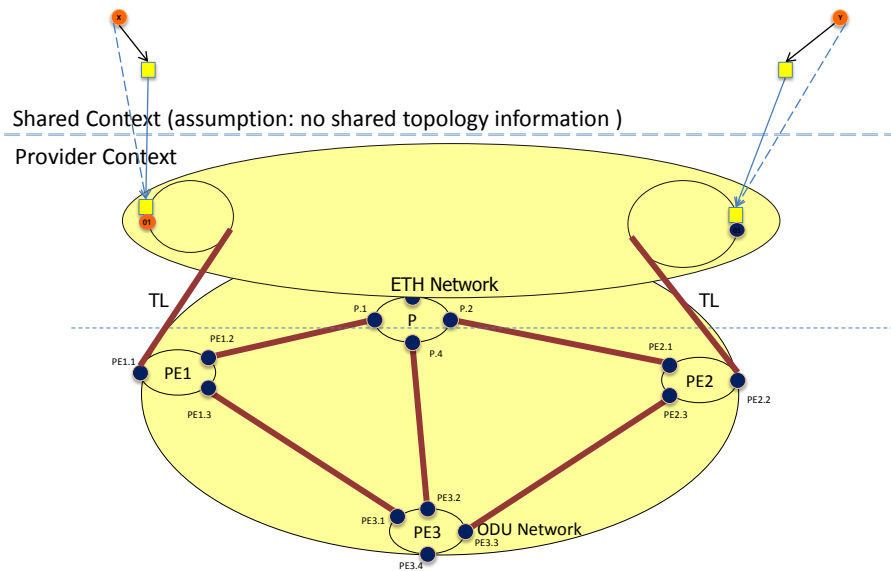 X
Y
Shared Context (assumption: no shared topology information )
Provider Context
01
ETH Network
TL
TL
P.1
P
P.2
PE1.2
P.4
PE2.1
PE1.1
PE1
PE2
PE1.3
PE2.3
PE2.2
PE3.2
PE3.1
PE3
ODU Network
PE3.3
PE3.4